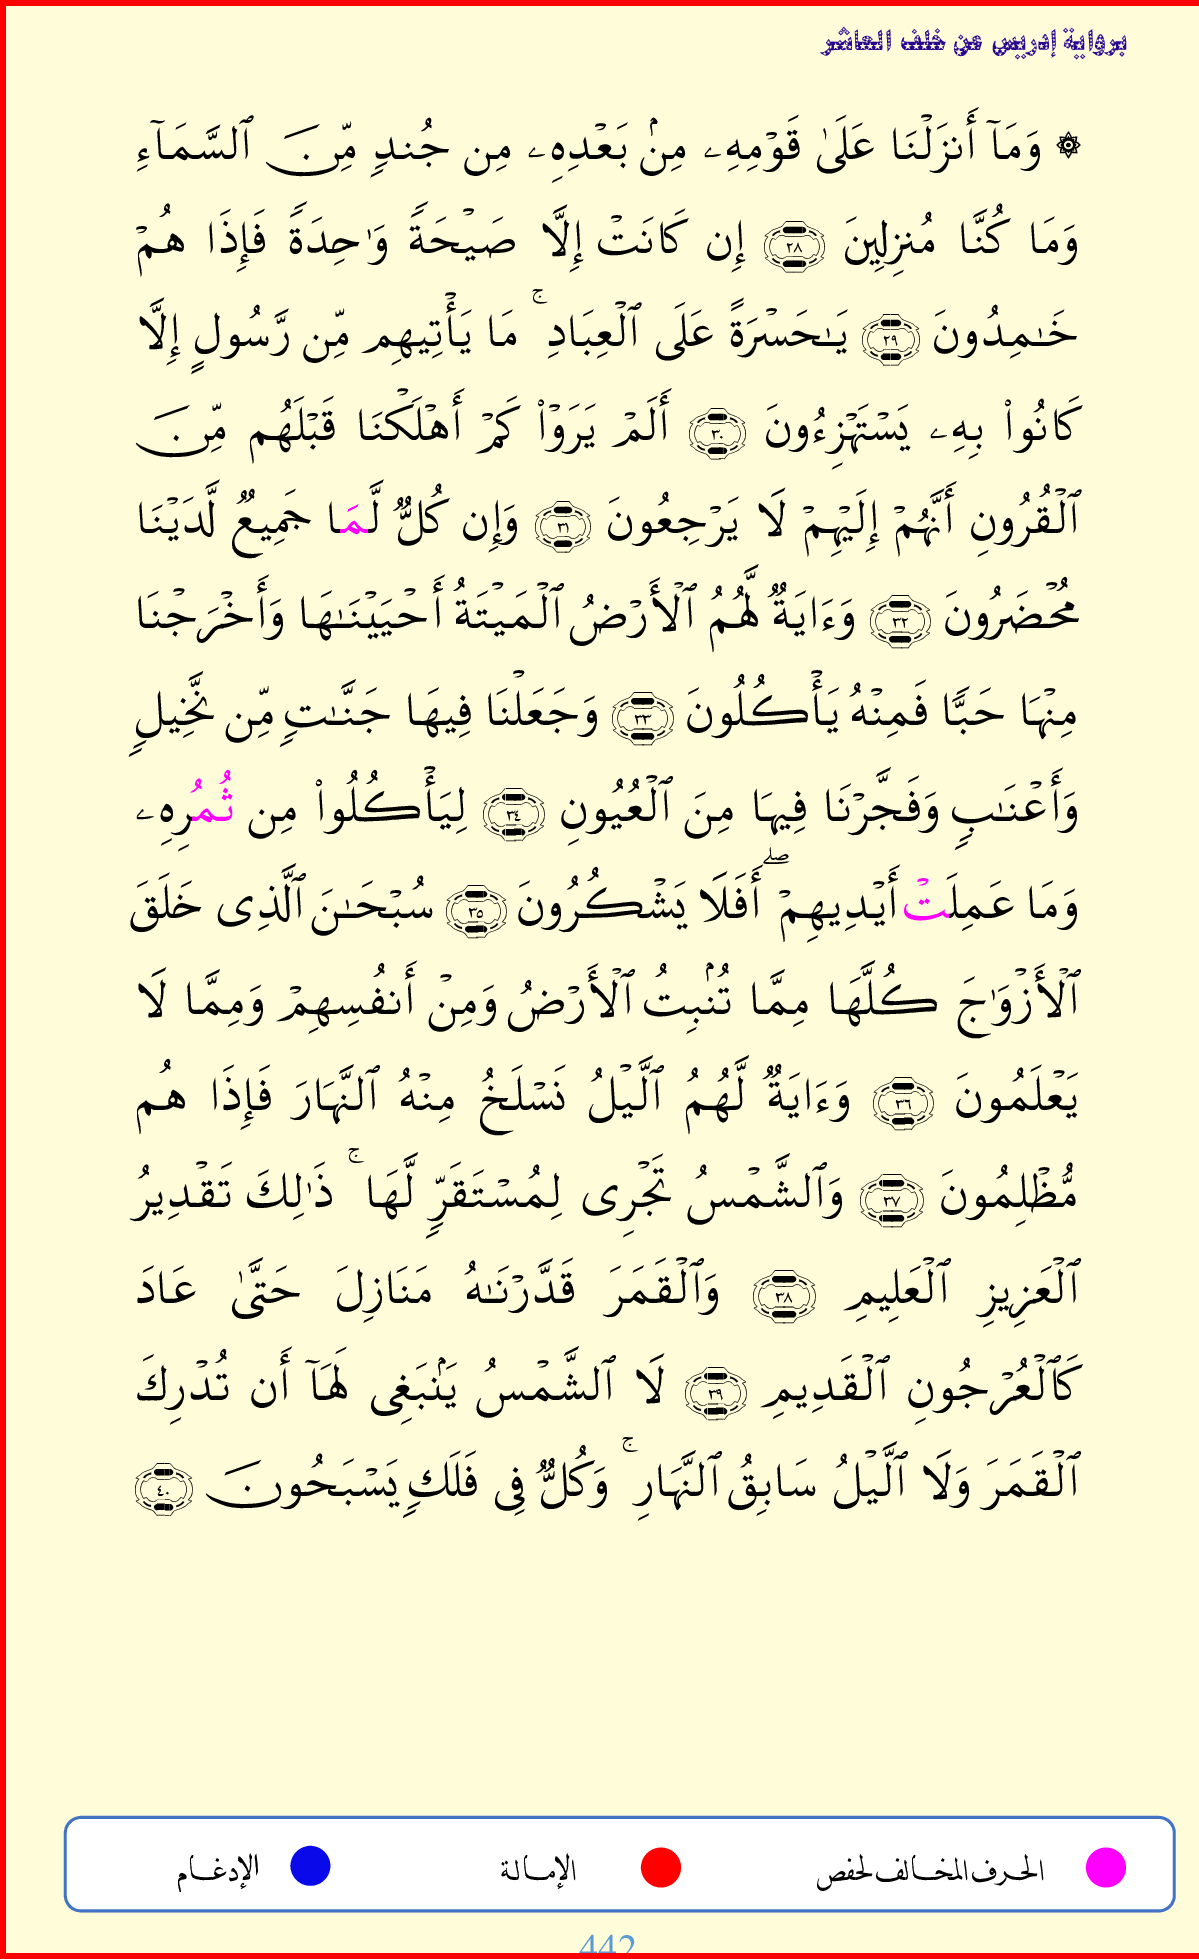 برواية إدريس عن خلف العاشر
۞ وَمَآ أَنزَلۡنَا عَلَىٰ قَوۡمِهِۦ مِنۢ بَعۡدِهِۦ مِن جُندٍ مِّنَ ٱلسَّمَآءِ
وَمَا كُنَّا مُنزِلِينَ ٢٨ إِن كَانَتۡ إِلَّا صَيۡحَةً وَٰحِدَةً فَإِذَا هُمۡ
خَٰمِدُونَ ٢٩ يَٰحَسۡرَةً عَلَى ٱلۡعِبَادِۚ مَا يَأۡتِيهِم مِّن رَّسُولٍ إِلَّا
كَانُوا۟ بِهِۦ يَسۡتَهۡزِءُونَ ٣٠ أَلَمۡ يَرَوۡا۟ كَمۡ أَهۡلَكۡنَا قَبۡلَهُم مِّنَ
ٱلۡقُرُونِ أَنَّهُمۡ إِلَيۡهِمۡ لَا يَرۡجِعُونَ ٣١ وَإِن كُلٌّ لَّمَا جَمِيعٌ لَّدَيۡنَا
مُحۡضَرُونَ ٣٢ وَءَايَةٌ لَّهُمُ ٱلۡأَرۡضُ ٱلۡمَيۡتَةُ أَحۡيَيۡنَٰهَا وَأَخۡرَجۡنَا
مِنۡهَا حَبًّا فَمِنۡهُ يَأۡكُلُونَ ٣٣ وَجَعَلۡنَا فِيهَا جَنَّٰتٍ مِّن نَّخِيلٍ
وَأَعۡنَٰبٍ وَفَجَّرۡنَا فِيهَا مِنَ ٱلۡعُيُونِ ٣٤ لِيَأۡكُلُوا۟ مِن ثُمُرِهِۦ
وَمَا عَمِلَتۡ أَيۡدِيهِمۡۖ أَفَلَا يَشۡكُرُونَ ٣٥ سُبۡحَٰنَ ٱلَّذِى خَلَقَ
ٱلۡأَزۡوَٰجَ كُلَّهَا مِمَّا تُنۢبِتُ ٱلۡأَرۡضُ وَمِنۡ أَنفُسِهِمۡ وَمِمَّا لَا
يَعۡلَمُونَ ٣٦ وَءَايَةٌ لَّهُمُ ٱلَّيۡلُ نَسۡلَخُ مِنۡهُ ٱلنَّهَارَ فَإِذَا هُم
مُّظۡلِمُونَ ٣٧ وَٱلشَّمۡسُ تَجۡرِى لِمُسۡتَقَرٍّ لَّهَاۚ ذَٰلِكَ تَقۡدِيرُ
ٱلۡعَزِيزِ ٱلۡعَلِيمِ ٣٨ وَٱلۡقَمَرَ قَدَّرۡنَٰهُ مَنَازِلَ حَتَّىٰ عَادَ
كَٱلۡعُرۡجُونِ ٱلۡقَدِيمِ ٣٩ لَا ٱلشَّمۡسُ يَنۢبَغِى لَهَآ أَن تُدۡرِكَ
ٱلۡقَمَرَ وَلَا ٱلَّيۡلُ سَابِقُ ٱلنَّهَارِۚ وَكُلٌّ فِى فَلَكٍ يَسۡبَحُونَ ٤٠
الحرف المخالف لحفص الإمالة الإدغام
442